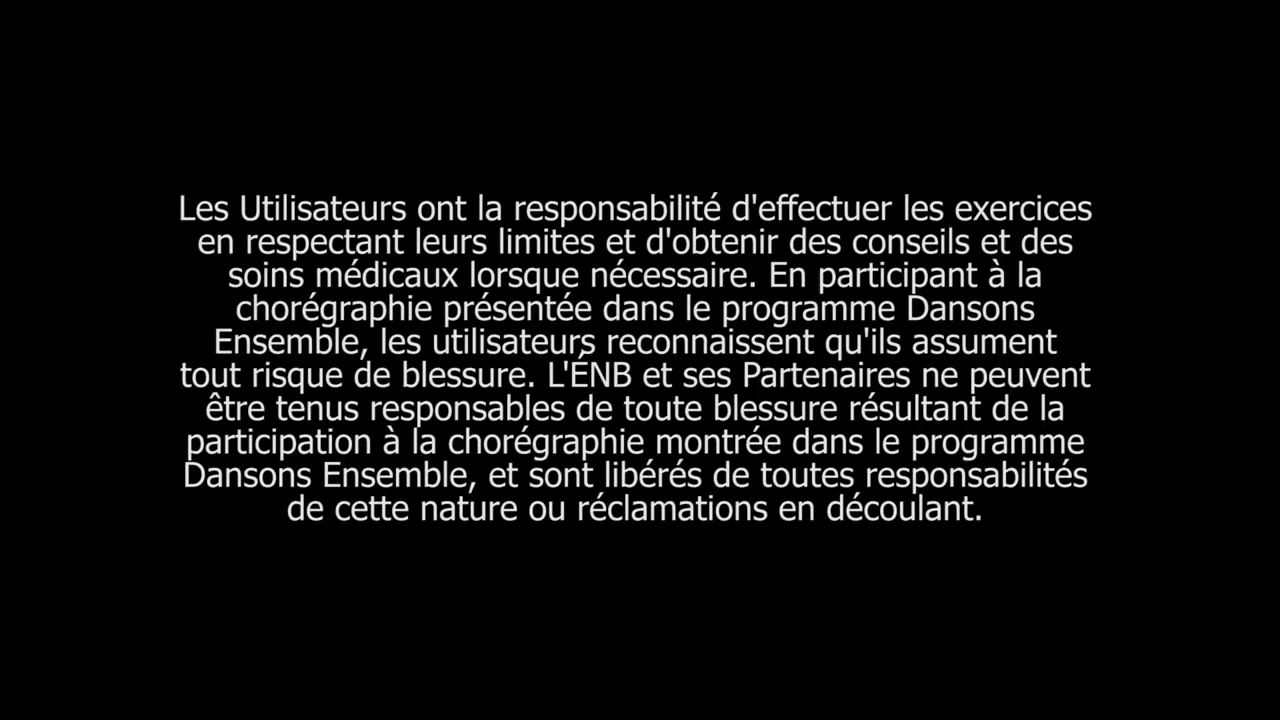 Les Utilisateurs ont la responsabilité d'effectuer les exercices
en respectant leurs limites et d'obtenir des conseils et des
soins médicaux lorsque nécessaire. En participant à la
chorégraphie présentée dans le programme Dansons
Ensemble, les utilisateurs reconnaissent qu'ils assument
tout risque de blessure. L'ÉNB et ses Partenaires ne peuvent
être tenus responsables de toute blessure résultant de la
participation à la chorégraphie montrée dans le programme
Dansons Ensemble, et sont libérés de toutes responsabilités
de cette nature ou réclamations en découlant.